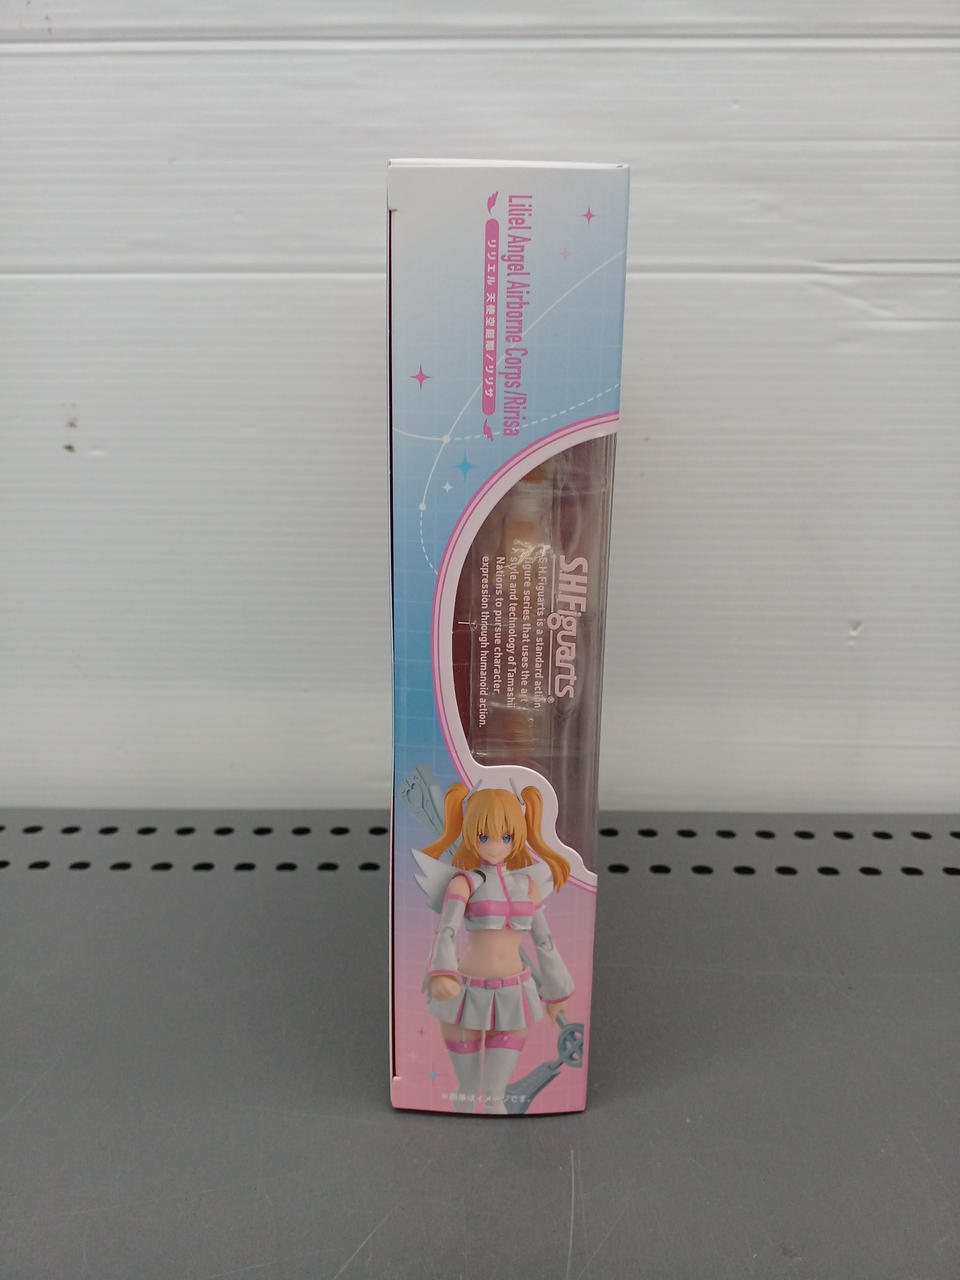 Liliel Angel Airborne Corps/Ririsa
リリエル 天使空挺隊/リリサ
S.H.Figuarts®
S.H.Figuarts is a standard action
figure series that uses the art
style and technology of Tamashii
Nations to pursue character
expression through humanoid action.
※画像はイメージです。